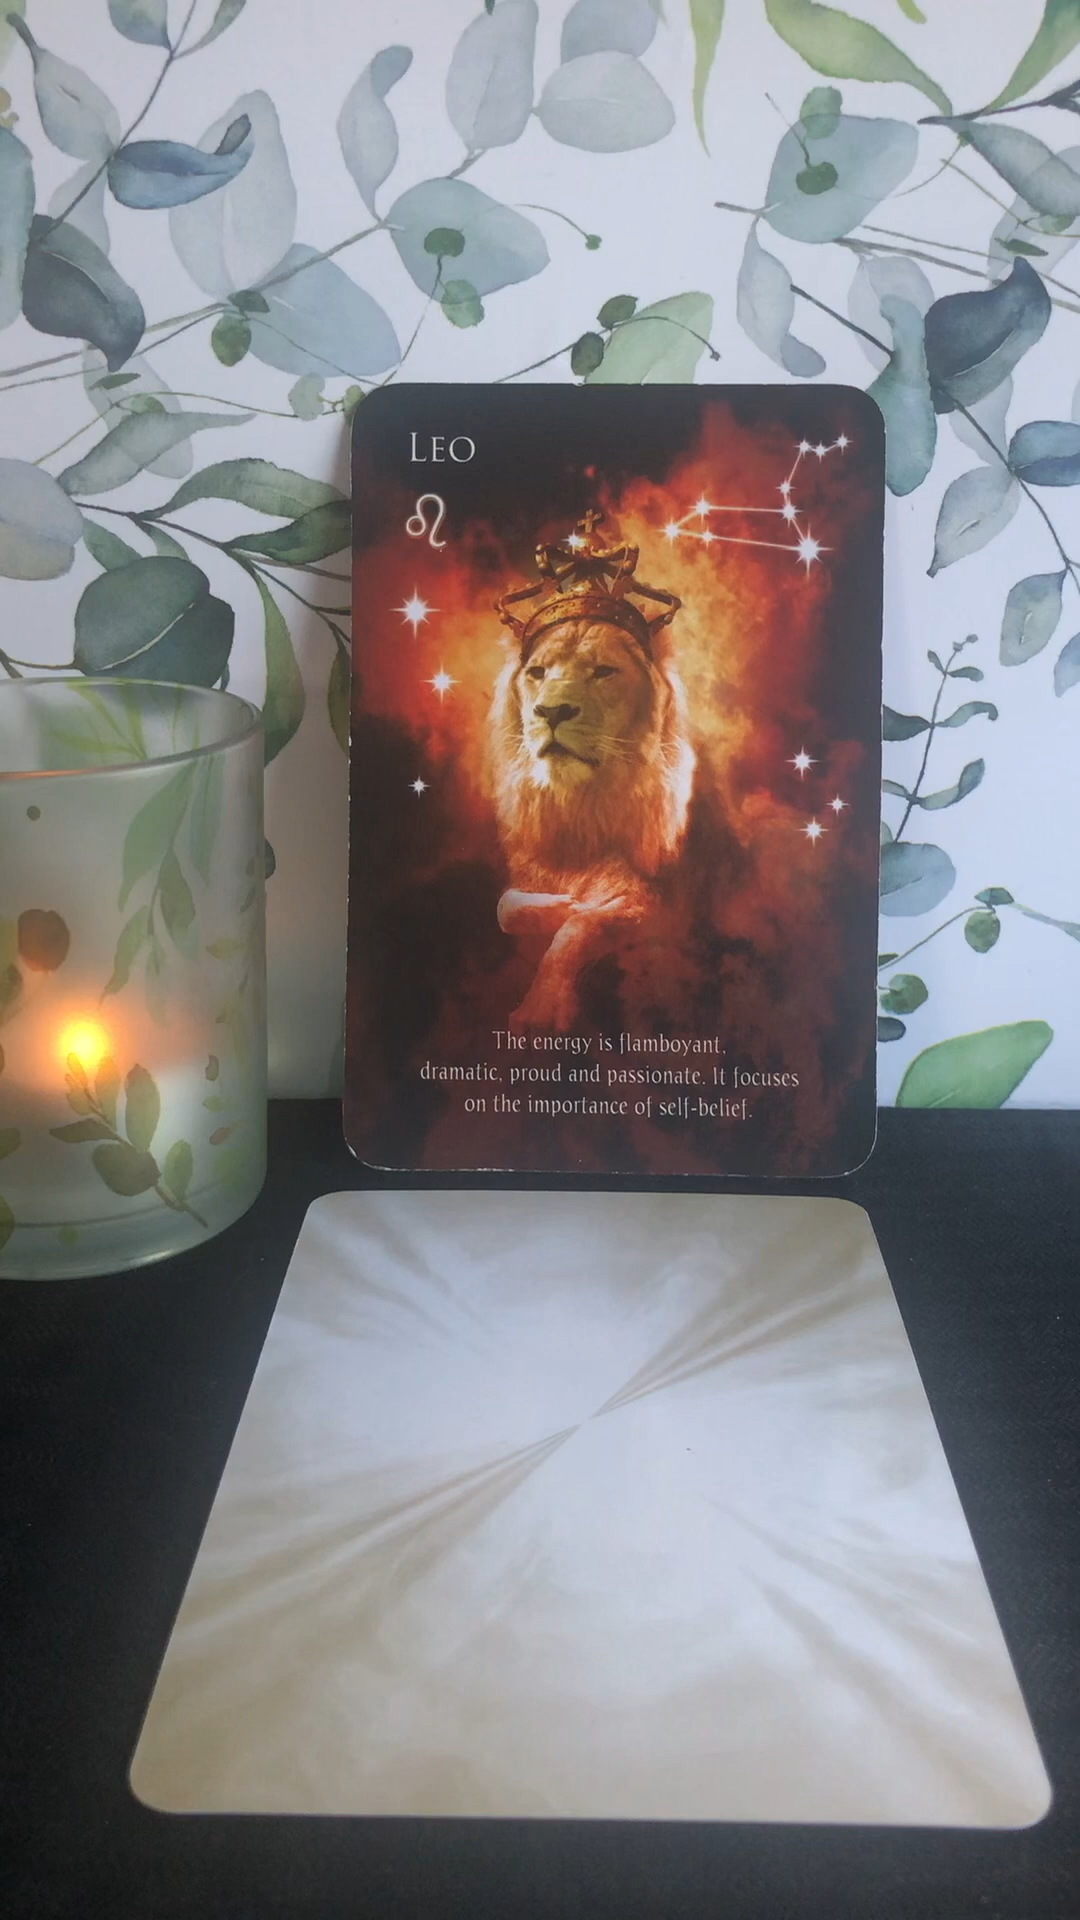 LEO
♌
The energy is flamboyant,
dramatic, proud and passionate. It focuses
on the importance of self-belief.